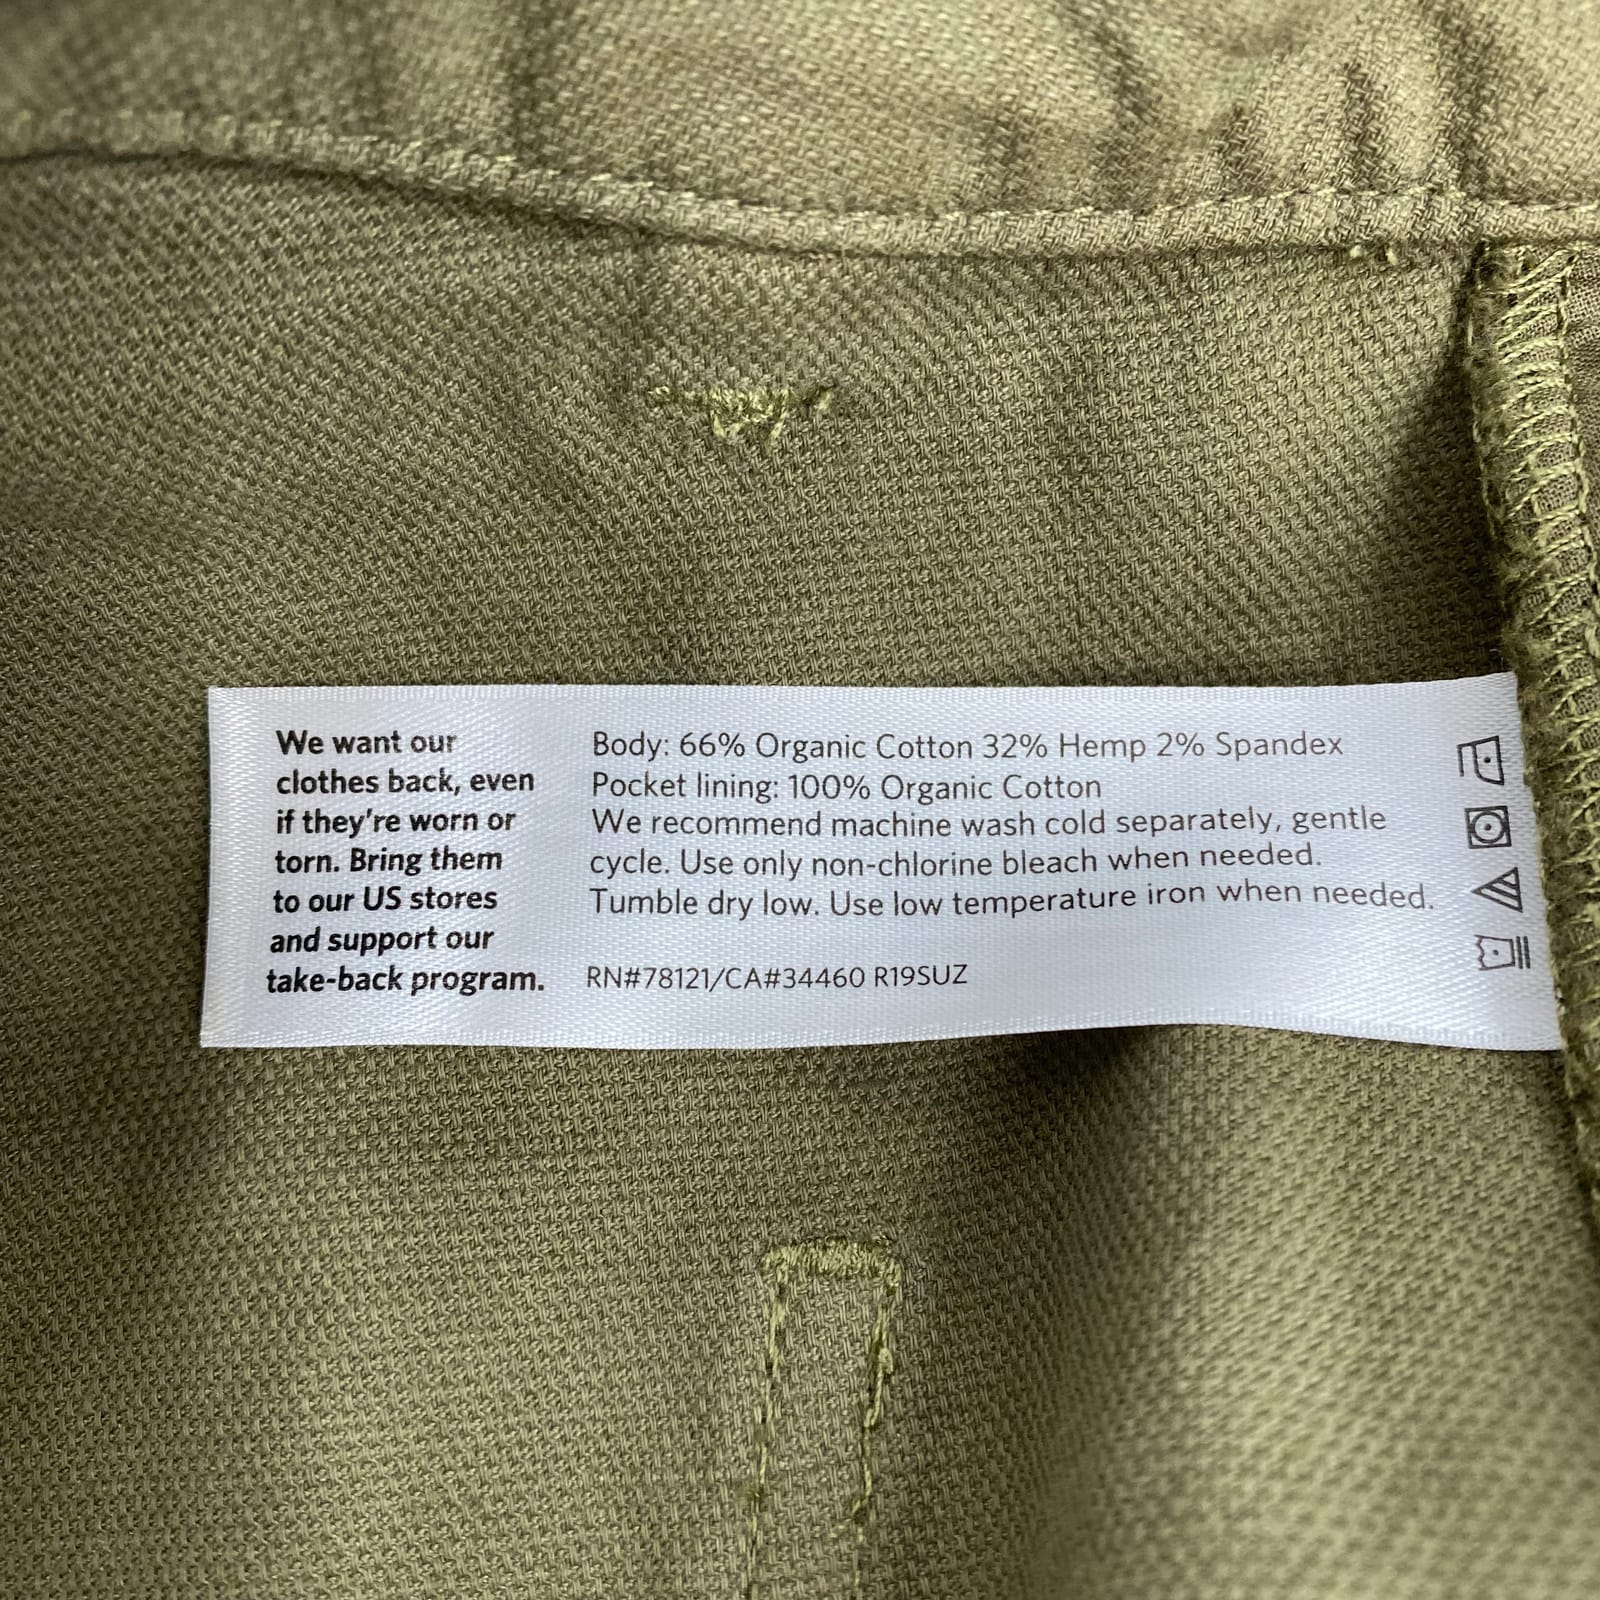 We want our
clothes back, even
if they're worn or
torn. Bring them
to our US stores
and support our
take-back program.
Body: 66% Organic Cotton 32% Hemp 2% Spandex
Pocket lining: 100% Organic Cotton
We recommend machine wash cold separately, gentle
cycle. Use only non-chlorine bleach when needed.
Tumble dry low. Use low temperature iron when needed.
RN#78121/CA#34460 R19SUZ